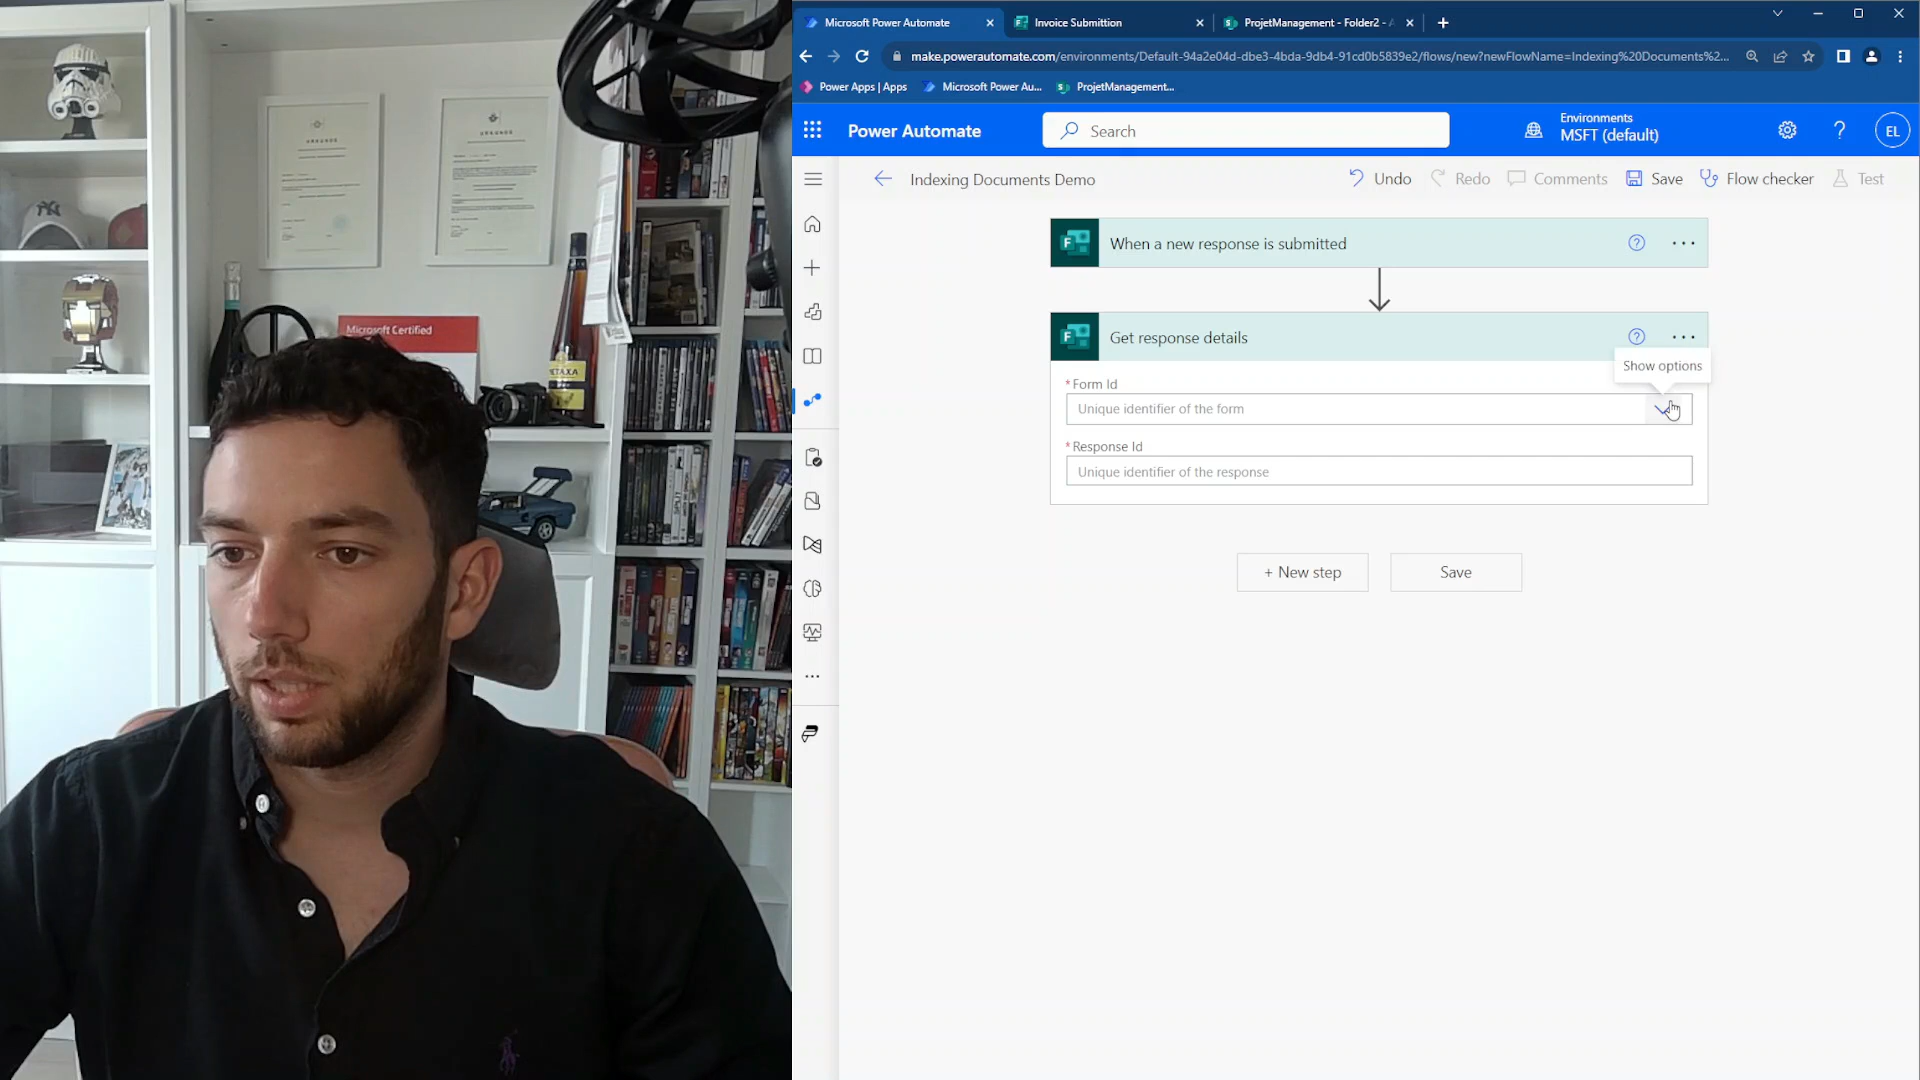 Microsoft Power Automate
Invoice Submittion
ProjetManagement - Folder2 - A
make.powerautomate.com/environments/Default-94a2e04d-dbe3-4bda-9db4-91cd0b5839e2/flows/new?newFlowName=Indexing%20Documents%2...
Power Apps | Apps
Microsoft Power Au...
ProjetManagement...
Power Automate
Search
Environments
MSFT (default)
?
EL
Indexing Documents Demo
Undo
Redo
Comments
Save
Flow checker
Test
F
When a new response is submitted
?
...
F
Get response details
?
...
Show options
* Form Id
Unique identifier of the form
* Response Id
Unique identifier of the response
+ New step
Save
Microsoft Certified
URKUNDE
METAXA